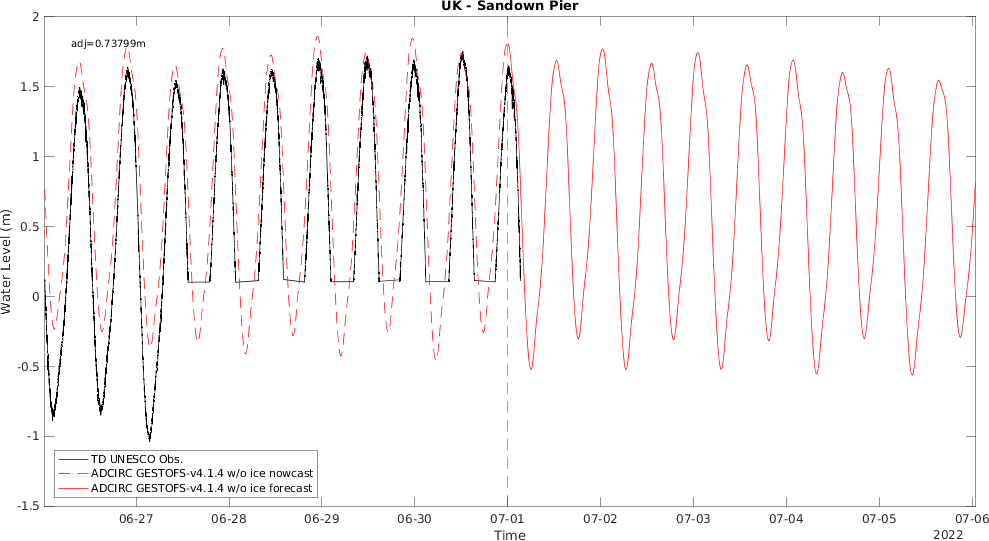 UK - Sandown Pier
adj=0.73799m
2
1.5
1
0.5
0
-0.5
-1
-1.5
Water Level (m)
TD UNESCO Obs.
ADCIRC GESTOFS-v4.1.4 w/o ice nowcast
ADCIRC GESTOFS-v4.1.4 w/o ice forecast
06-27 06-28 06-29 06-30 07-01 07-02 07-03 07-04 07-05 07-06
Time
2022